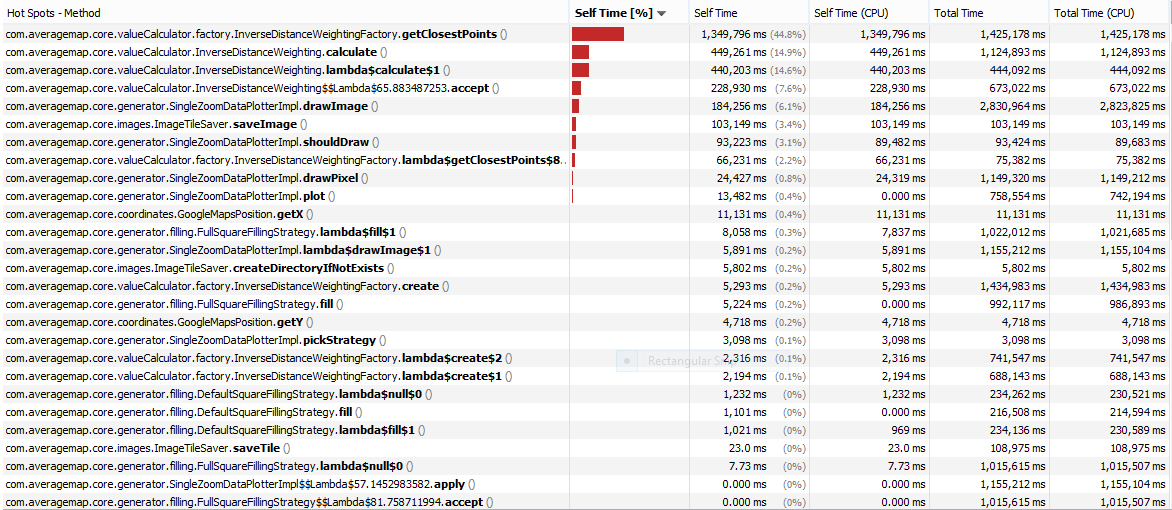 Hot Spots - Method Self Time [%] Self Time Self Time (CPU) Total Time Total Time (CPU)
com.averagemap.core.valueCalculator.factory.InverseDistanceWeightingFactory.getClosestPoints () 1,349,796 ms (44.8%) 1,349,796 ms 1,425,178 ms 1,425,178 ms
com.averagemap.core.valueCalculator.InverseDistanceWeighting.calculate () 449,261 ms (14.9%) 449,261 ms 1,124,893 ms 1,124,893 ms
com.averagemap.core.valueCalculator.InverseDistanceWeighting.lambda$calculate$1 () 440,203 ms (14.6%) 440,203 ms 444,092 ms 444,092 ms
com.averagemap.core.valueCalculator.InverseDistanceWeighting$$Lambda$65.883487253.accept () 228,930 ms (7.6%) 228,930 ms 673,022 ms 673,022 ms
com.averagemap.core.generator.SingleZoomDataPlotterImpl.drawImage () 184,256 ms (6.1%) 184,256 ms 2,830,964 ms 2,823,825 ms
com.averagemap.core.images.ImageTileSaver.saveImage () 103,149 ms (3.4%) 103,149 ms 103,149 ms 103,149 ms
com.averagemap.core.generator.SingleZoomDataPlotterImpl.shouldDraw () 93,223 ms (3.1%) 89,482 ms 93,424 ms 89,683 ms
com.averagemap.core.valueCalculator.factory.InverseDistanceWeightingFactory.lambda$getClosestPoints$8.. 66,231 ms (2.2%) 66,231 ms 75,382 ms 75,382 ms
com.averagemap.core.generator.SingleZoomDataPlotterImpl.drawPixel () 24,427 ms (0.8%) 24,319 ms 1,149,320 ms 1,149,212 ms
com.averagemap.core.generator.SingleZoomDataPlotterImpl.plot () 13,482 ms (0.4%) 0.000 ms 758,554 ms 742,194 ms
com.averagemap.core.coordinates.GoogleMapsPosition.getX () 11,131 ms (0.4%) 11,131 ms 11,131 ms 11,131 ms
com.averagemap.core.generator.filling.FullSquareFillingStrategy.lambda$fill$1 () 8,058 ms (0.3%) 7,837 ms 1,022,012 ms 1,021,685 ms
com.averagemap.core.generator.SingleZoomDataPlotterImpl.lambda$drawImage$1 () 5,891 ms (0.2%) 5,891 ms 1,155,212 ms 1,155,104 ms
com.averagemap.core.images.ImageTileSaver.createDirectoryIfNotExists () 5,802 ms (0.2%) 5,802 ms 5,802 ms 5,802 ms
com.averagemap.core.valueCalculator.factory.InverseDistanceWeightingFactory.create () 5,293 ms (0.2%) 5,293 ms 1,434,983 ms 1,434,983 ms
com.averagemap.core.generator.filling.FullSquareFillingStrategy.fill () 5,224 ms (0.2%) 0.000 ms 992,117 ms 986,893 ms
com.averagemap.core.coordinates.GoogleMapsPosition.getY () 4,718 ms (0.2%) 4,718 ms 4,718 ms 4,718 ms
com.averagemap.core.generator.SingleZoomDataPlotterImpl.pickStrategy () 3,098 ms (0.1%) 3,098 ms 3,098 ms 3,098 ms
com.averagemap.core.valueCalculator.factory.InverseDistanceWeightingFactory.lambda$create$2 () 2,316 ms (0.1%) 2,316 ms 741,547 ms 741,547 ms
com.averagemap.core.valueCalculator.factory.InverseDistanceWeightingFactory.lambda$create$1 () 2,194 ms (0.1%) 2,194 ms 688,143 ms 688,143 ms
com.averagemap.core.generator.filling.DefaultSquareFillingStrategy.lambda$null$0 () 1,232 ms (0%) 1,232 ms 234,262 ms 230,521 ms
com.averagemap.core.generator.filling.DefaultSquareFillingStrategy.fill () 1,101 ms (0%) 0.000 ms 216,508 ms 214,594 ms
com.averagemap.core.generator.filling.DefaultSquareFillingStrategy.lambda$fill$1 () 1,021 ms (0%) 969 ms 234,136 ms 230,589 ms
com.averagemap.core.images.ImageTileSaver.saveTile () 23.0 ms (0%) 23.0 ms 108,975 ms 108,975 ms
com.averagemap.core.generator.filling.FullSquareFillingStrategy.lambda$null$0 () 7.73 ms (0%) 7.73 ms 1,015,615 ms 1,015,507 ms
com.averagemap.core.generator.SingleZoomDataPlotterImpl$$Lambda$57.1452983582.apply () 0.000 ms (0%) 0.000 ms 1,155,212 ms 1,155,104 ms
com.averagemap.core.generator.filling.FullSquareFillingStrategy$$Lambda$81.758711994.accept () 0.000 ms (0%) 0.000 ms 1,015,615 ms 1,015,507 ms